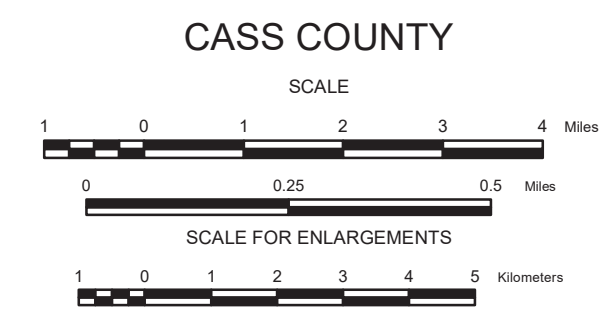 CASS COUNTY
SCALE
1 0 1 2 3 4 Miles
0 0.25 0.5 Miles
SCALE FOR ENLARGEMENTS
1 0 1 2 3 4 5 Kilometers